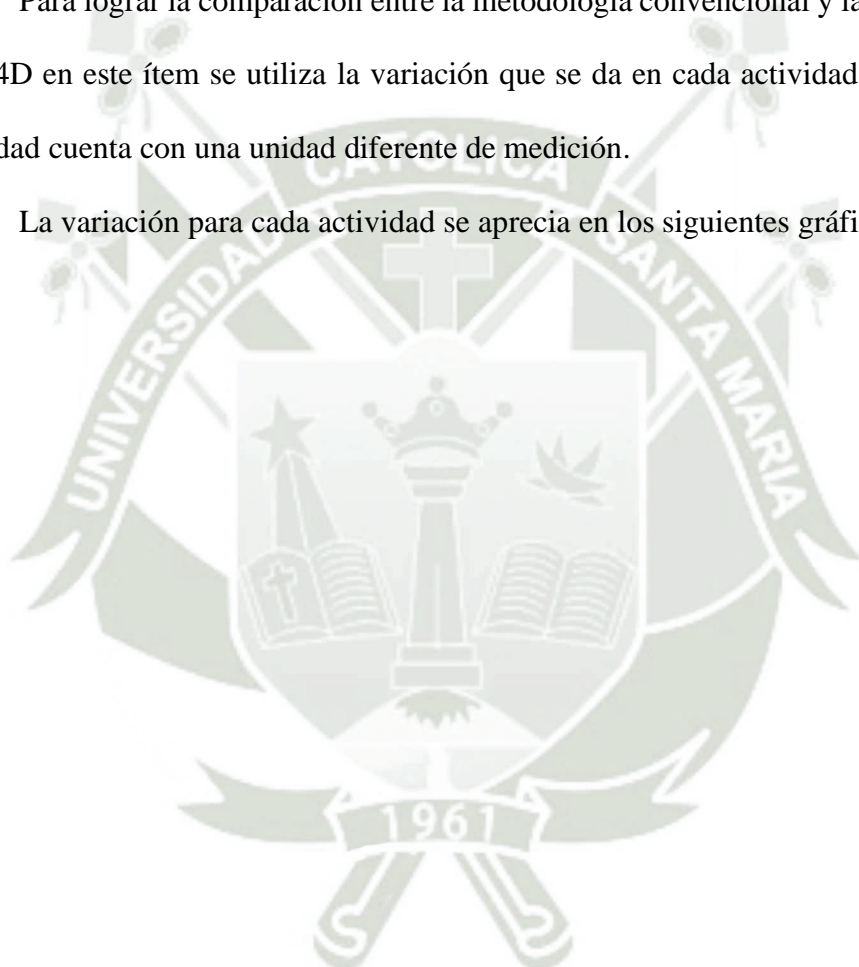 Para lograr la comparación entre la metodología convencional y la
4D en este ítem se utiliza la variación que se da en cada actividad
dad cuenta con una unidad diferente de medición.
La variación para cada actividad se aprecia en los siguientes gráfi
UNIVERSIDAD CATOLICA SANTA MARIA
1961